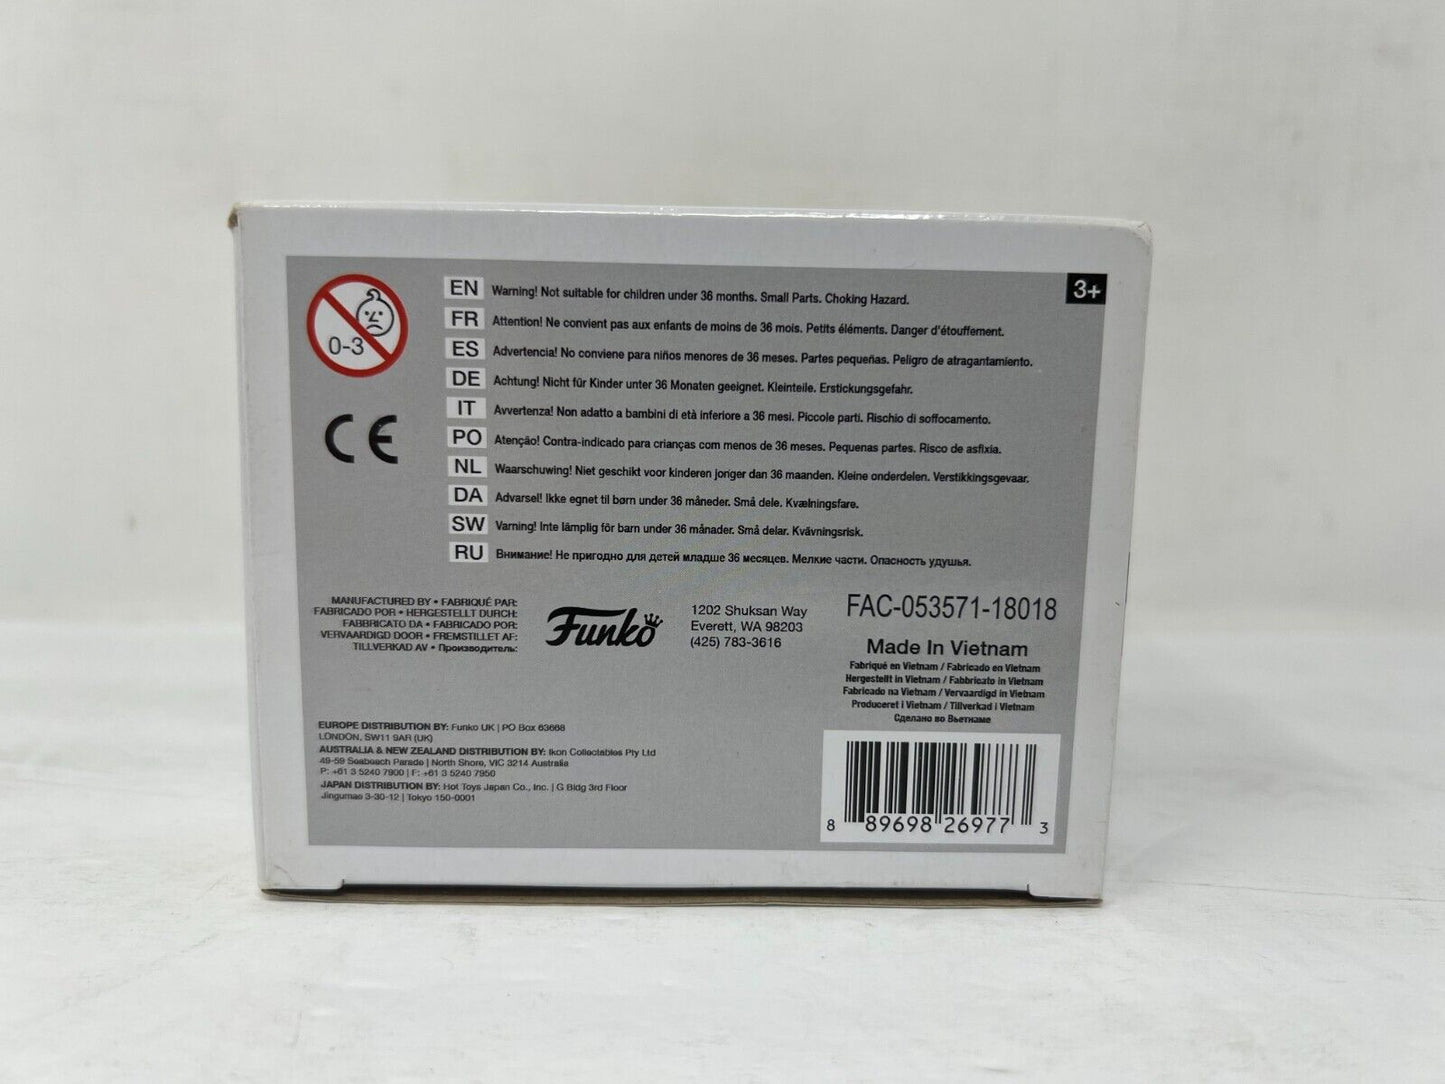 0-3
3+
EN Warning! Not suitable for children under 36 months. Small Parts. Choking Hazard.
FR Attention! Ne convient pas aux enfants de moins de 36 mois. Petits éléments. Danger d'étouffement.
ES Advertencia! No conviene para niños menores de 36 meses. Partes pequeñas. Peligro de atragantamiento.
DE Achtung! Nicht für Kinder unter 36 Monaten geeignet. Kleinteile. Erstickungsgefahr.
IT Avvertenza! Non adatto a bambini di età inferiore a 36 mesi. Piccole parti. Rischio di soffocamento.
PO Atenção! Contra-indicado para crianças com menos de 36 meses. Pequenas partes. Risco de asfixia.
NL Waarschuwing! Niet geschikt voor kinderen jonger dan 36 maanden. Kleine onderdelen. Verstikkingsgevaar.
DA Advarsel! Ikke egnet til børn under 36 måneder. Små dele. Kvælningsfare.
SW Varning! Inte lämplig för barn under 36 månader. Små delar. Kvävningsrisk.
RU Внимание! Не пригодно для детей младше 36 месяцев. Мелкие части. Опасность удушья.
CE
MANUFACTURED BY • FABRIQUÉ PAR:
FABRICADO POR • HERGESTELLT DURCH:
FABBRICATO DA • FABRICADO POR:
VERVAARDIGD DOOR • FREMSTILLET AF:
TILLVERKAD AV • Производитель:
Funko
1202 Shuksan Way
Everett, WA 98203
(425) 783-3616
FAC-053571-18018
Made In Vietnam
Fabriqué en Vietnam / Fabricado en Vietnam
Hergestellt in Vietnam / Fabbricato in Vietnam
Fabricado na Vietnam / Vervaardigd in Vietnam
Produceret i Vietnam / Tillverkad i Vietnam
Сделано во Вьетнаме
EUROPE DISTRIBUTION BY: Funko UK | PO Box 63668
LONDON, SW11 9AR (UK)
AUSTRALIA & NEW ZEALAND DISTRIBUTION BY: Ikon Collectables Pty Ltd
49-59 Seabeach Parade | North Shore, VIC 3214 Australia
P: +61 3 5240 7900 | F: +61 3 5240 7950
JAPAN DISTRIBUTION BY: Hot Toys Japan Co., Inc. | G Bldg 3rd Floor
Jingumae 3-30-12 | Tokyo 150-0001
8 89698 26977 3